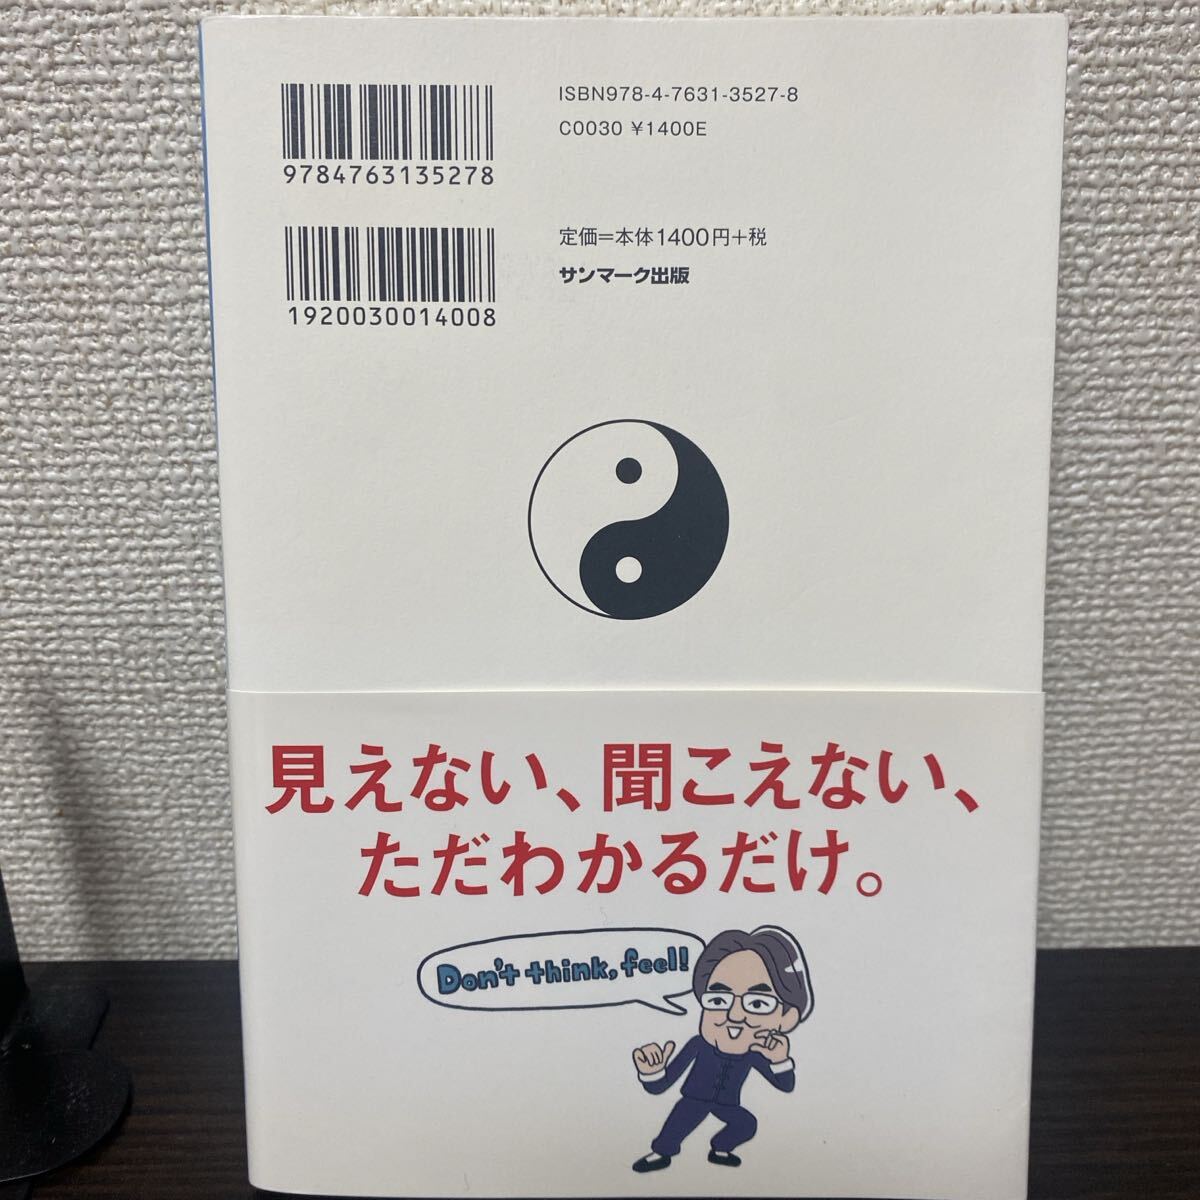 ISBN978-4-7631-3527-8
C0030 ¥1400E
9784763135278
定価=本体1400円+税
サンマーク出版
1920030014008
見えない、聞こえない、
ただわかるだけ。
Don't think, feel!